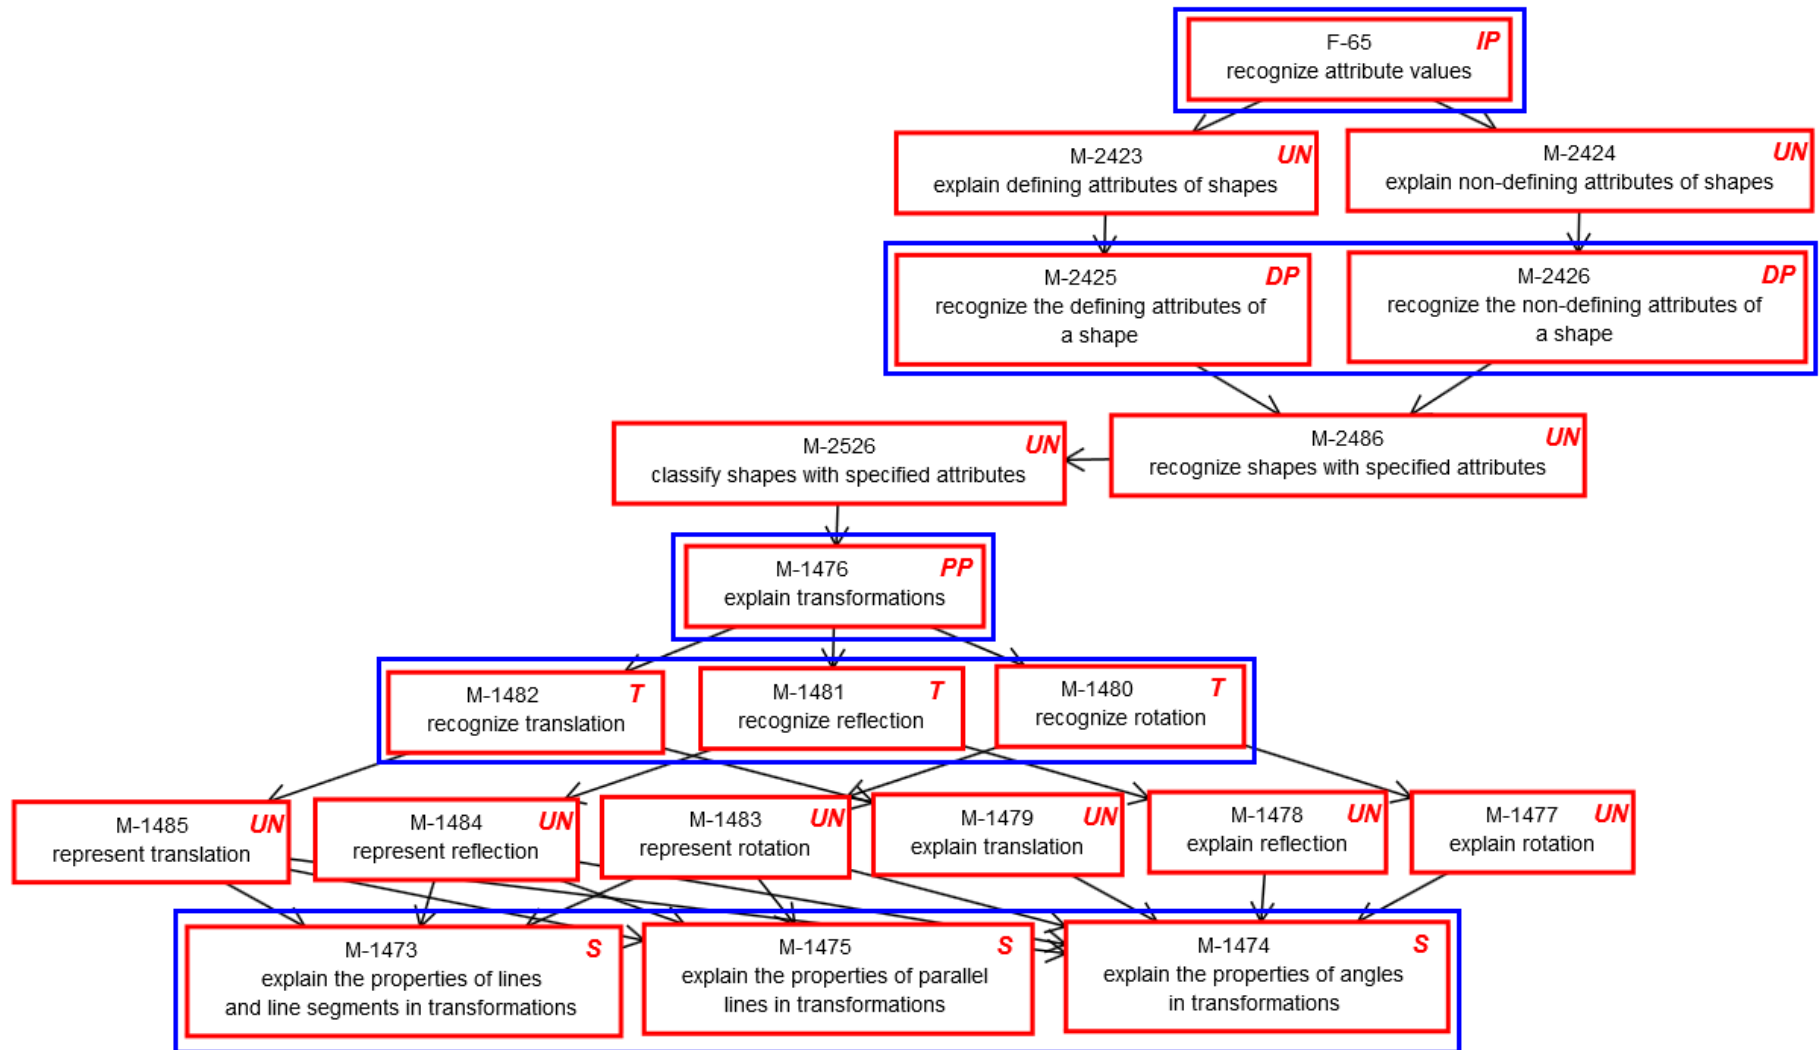 F-65 IP
recognize attribute values
M-2423 UN
explain defining attributes of shapes
M-2424 UN
explain non-defining attributes of shapes
M-2425 DP
recognize the defining attributes of
a shape
M-2426 DP
recognize the non-defining attributes of
a shape
M-2526 UN
classify shapes with specified attributes
M-2486 UN
recognize shapes with specified attributes
M-1476 PP
explain transformations
M-1482 T
recognize translation
M-1481 T
recognize reflection
M-1480 T
recognize rotation
M-1485 UN
represent translation
M-1484 UN
represent reflection
M-1483 UN
represent rotation
M-1479 UN
explain translation
M-1478 UN
explain reflection
M-1477 UN
explain rotation
M-1473 S
explain the properties of lines
and line segments in transformations
M-1475 S
explain the properties of parallel
lines in transformations
M-1474 S
explain the properties of angles
in transformations